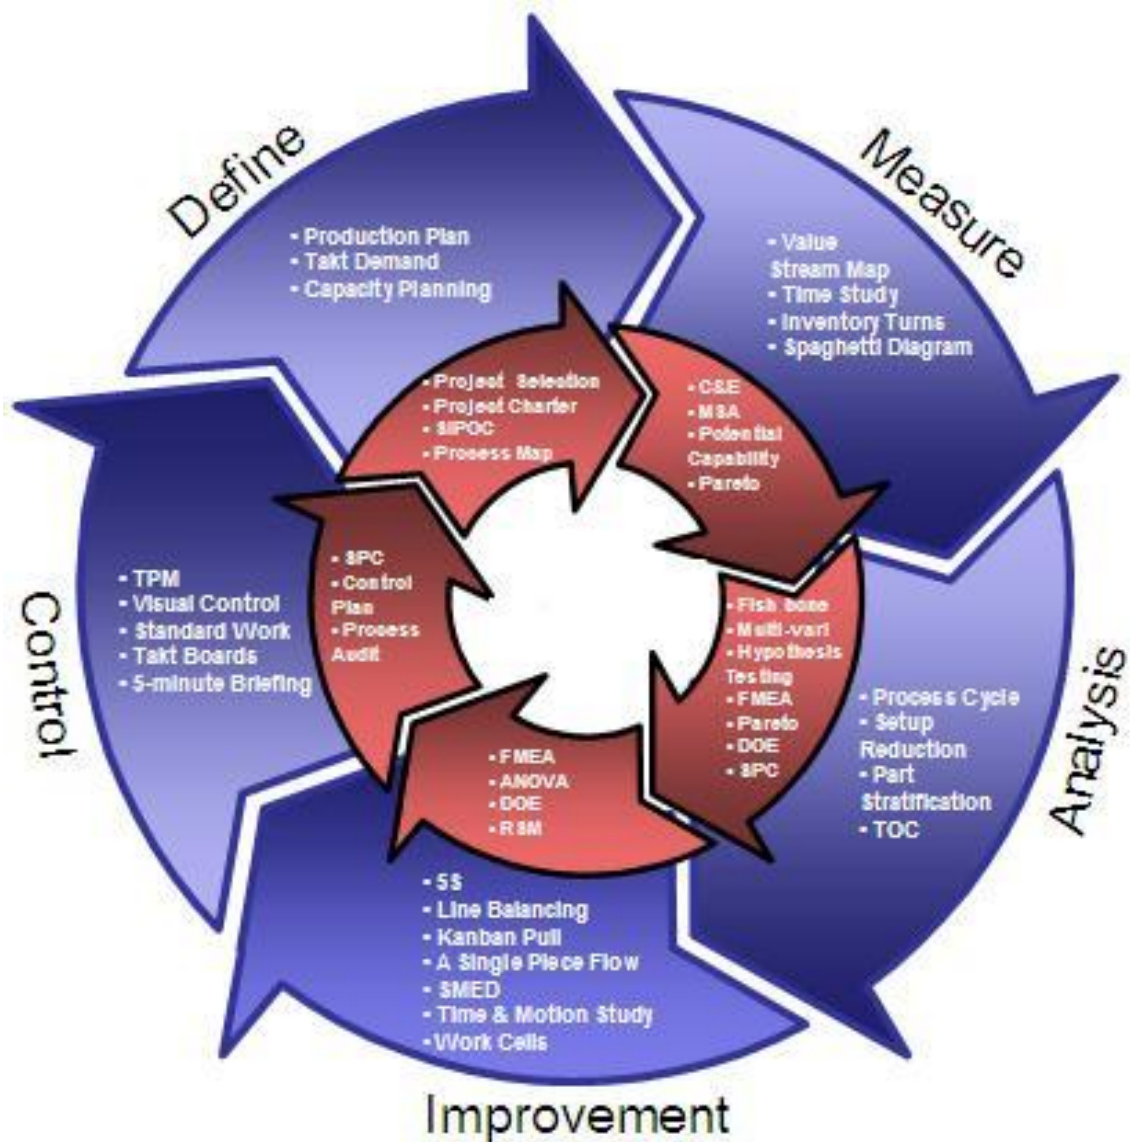 Define
- Production Plan
- Takt Demand
- Capacity Planning
- Project Selection
- Project Charter
- SIPOC
- Process Map
Measure
- Value
Stream Map
- Time Study
- Inventory Turns
- Spaghetti Diagram
- C&E
- MSA
- Potential
Capability
- Pareto
Analysis
- Process Cycle
- Setup
Reduction
- Part
Stratification
- TOC
- Fish bone
- Multi-vari
- Hypothesis
Testing
- FMEA
- Pareto
- DOE
- SPC
- FMEA
- ANOVA
- DOE
- RSM
- 5S
- Line Balancing
- Kanban Pull
- A Single Piece Flow
- SMED
- Time & Motion Study
- Work Cells
Improvement
Control
- TPM
- Visual Control
- Standard Work
- Takt Boards
- 5-minute Briefing
- SPC
- Control
Plan
- Process
Audit